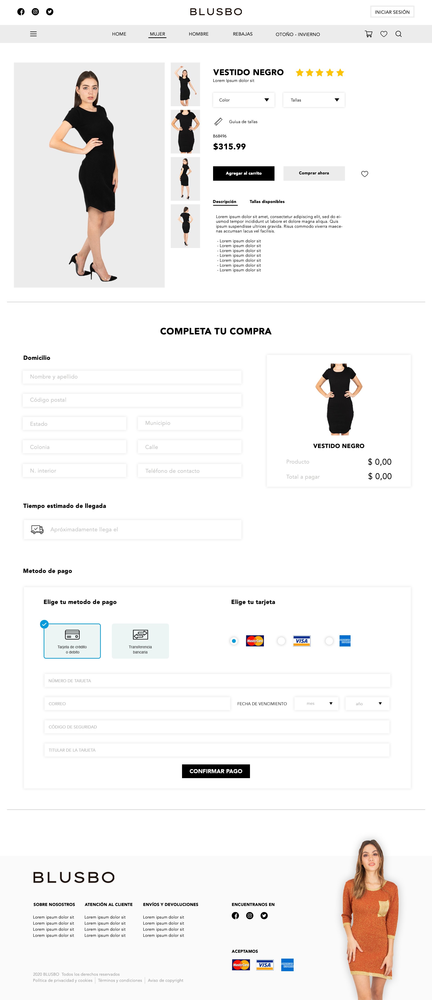 BLUSBO
INICIAR SESIÓN
HOME
MUJER
HOMBRE
REBAJAS
OTOÑO - INVIERNO
VESTIDO NEGRO
Lorem Ipsum dolor sit
Color
Tallas
Guíua de tallas
B68496
$315.99
Agregar al carrito
Comprar ahora
Descripción
Tallas disponibles
Lorem ipsum dolor sit amet, consectetur adipiscing elit, sed do ei-
usmod tempor incididunt ut labore et dolore magna aliqua. Quis
ipsum suspendisse ultrices gravida. Risus commodo viverra maece-
nas accumsan lacus vel facilisis.
- Lorem ipsum dolor sit
- Lorem ipsum dolor sit
- Lorem ipsum dolor sit
- Lorem ipsum dolor sit
- Lorem ipsum dolor sit
- Lorem ipsum dolor sit
- Lorem ipsum dolor sit
COMPLETA TU COMPRA
Domicilio
Nombre y apellido
Código postal
Estado
Municipio
Colonia
Calle
N. interior
Teléfono de contacto
VESTIDO NEGRO
Producto
$ 0,00
Total a pagar
$ 0,00
Tiempo estimado de llegada
Apróximadamente llega el
Metodo de pago
Elige tu metodo de pago
Elige tu tarjeta
Tarjeta de crédito
o debito
Transferencia
bancaria
MasterCard
VISA
AMERICAN
EXPRESS
NÚMERO DE TARJETA
CORREO
FECHA DE VENCIMIENTO
mes
año
CÓDIGO DE SEGURIDAD
TITULAR DE LA TARJETA
CONFIRMAR PAGO
BLUSBO
SOBRE NOSOSTROS
Lorem ipsum dolor sit
Lorem ipsum dolor sit
Lorem ipsum dolor sit
Lorem ipsum dolor sit
ATENCIÓN AL CLIENTE
Lorem ipsum dolor sit
Lorem ipsum dolor sit
Lorem ipsum dolor sit
Lorem ipsum dolor sit
ENVÍOS Y DEVOLUCIONES
Lorem ipsum dolor sit
Lorem ipsum dolor sit
Lorem ipsum dolor sit
Lorem ipsum dolor sit
ENCUENTRANOS EN
ACEPTAMOS
MasterCard
VISA
AMERICAN
EXPRESS
2020 BLUSBO Todos los derechos reservados
Política de privacidad y cookies
Términos y condiciones
Aviso de copyright